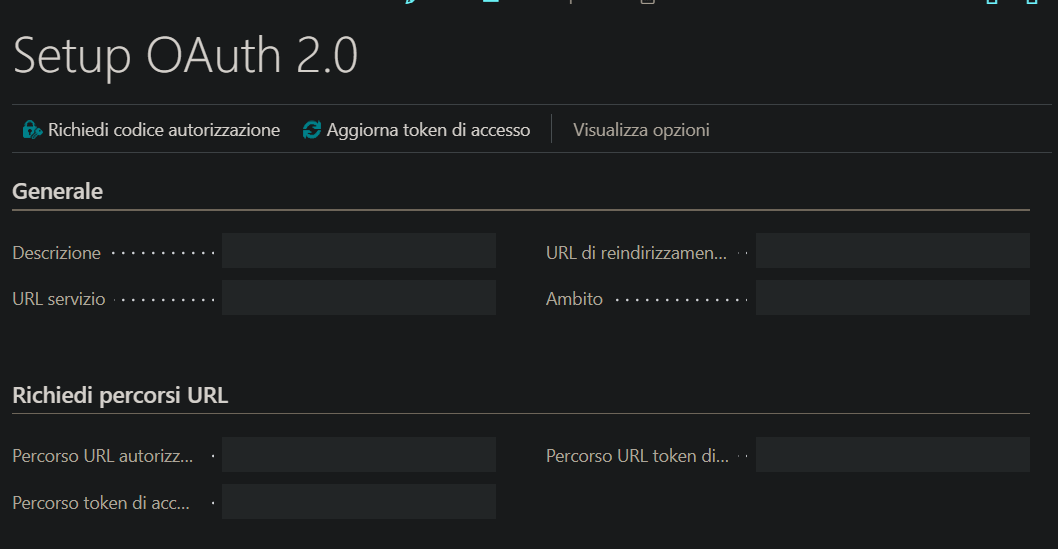 Setup OAuth 2.0
Richiedi codice autorizzazione Aggiorna token di accesso Visualizza opzioni
Generale
Descrizione URL di reindirizzamen...
URL servizio Ambito
Richiedi percorsi URL
Percorso URL autorizz... Percorso URL token di...
Percorso token di acc...